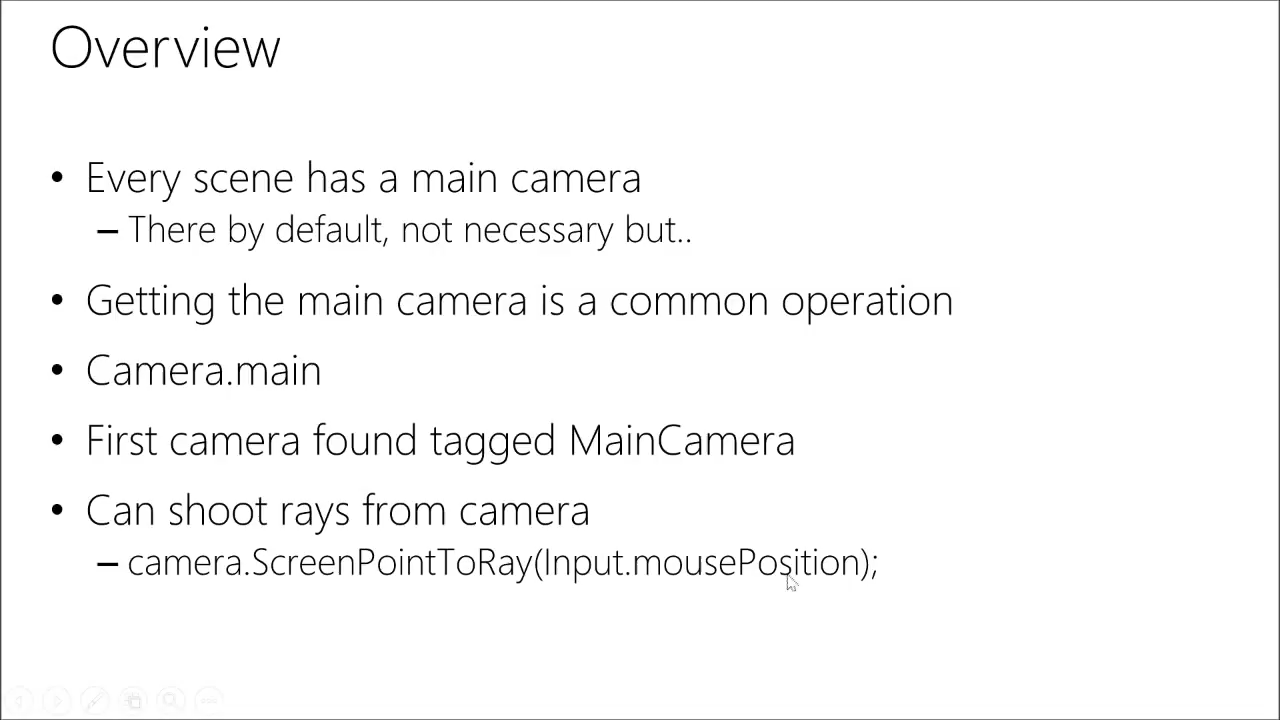 Overview
• Every scene has a main camera
– There by default, not necessary but..
• Getting the main camera is a common operation
• Camera.main
• First camera found tagged MainCamera
• Can shoot rays from camera
– camera.ScreenPointToRay(Input.mousePosition);